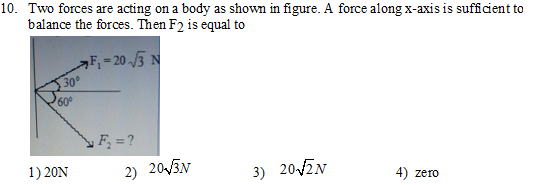 10. Two forces are acting on a body as shown in figure. A force along x-axis is sufficient to
balance the forces. Then F2 is equal to
F₁ = 20 √3 N
30°
60°
F₂ = ?
1) 20N 2) 20√3N 3) 20√2N 4) zero